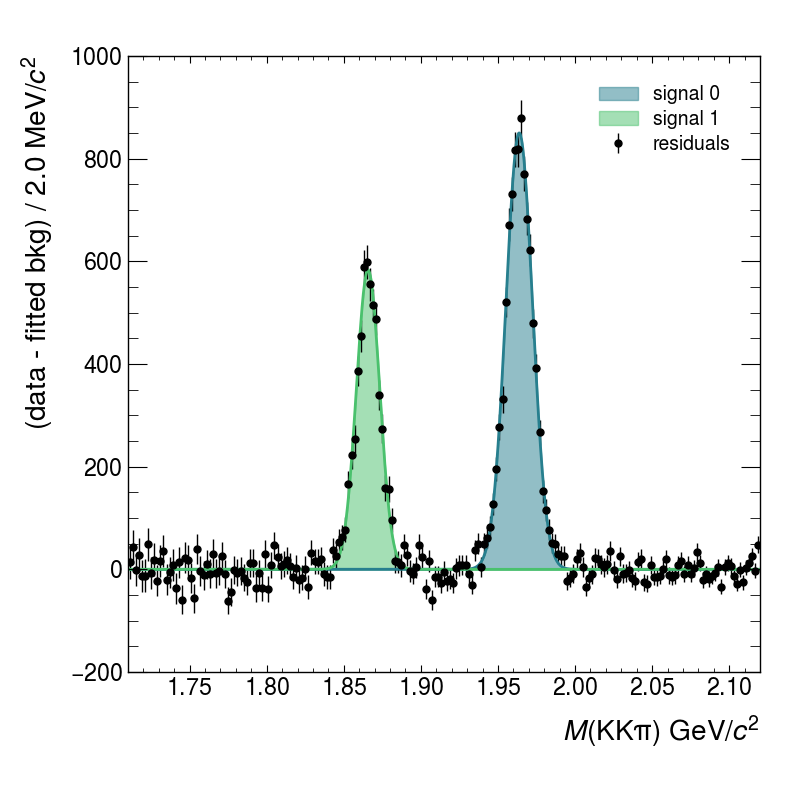 (data - fitted bkg) / 2.0 MeV/c²
1000
800
600
400
200
0
−200
signal 0
signal 1
residuals
1.75 1.80 1.85 1.90 1.95 2.00 2.05 2.10
M(KKπ) GeV/c²